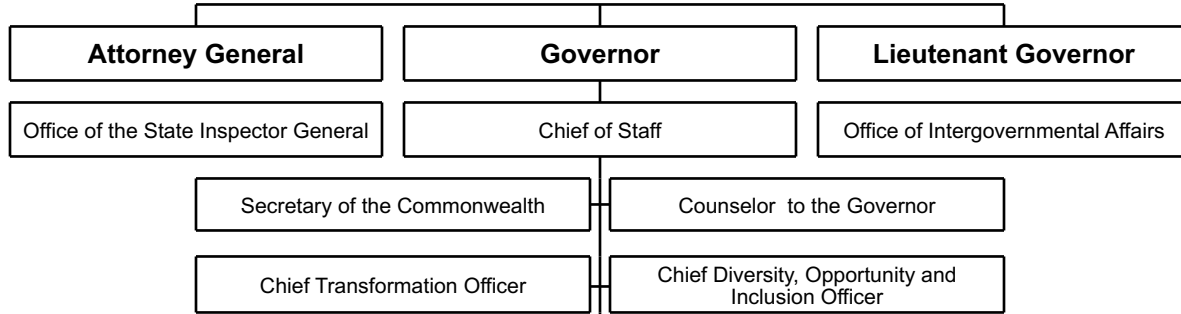 Attorney General
Governor
Lieutenant Governor
Office of the State Inspector General
Chief of Staff
Office of Intergovernmental Affairs
Secretary of the Commonwealth
Counselor  to the Governor
Chief Transformation Officer
Chief Diversity, Opportunity and
Inclusion Officer